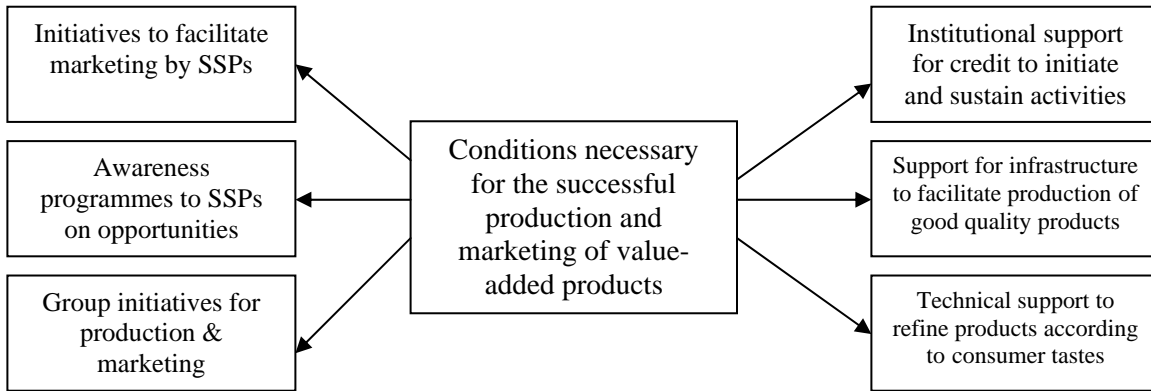 Initiatives to facilitate
marketing by SSPs
Awareness
programmes to SSPs
on opportunities
Group initiatives for
production &
marketing
Conditions necessary
for the successful
production and
marketing of value-
added products
Institutional support
for credit to initiate
and sustain activities
Support for infrastructure
to facilitate production of
good quality products
Technical support to
refine products according
to consumer tastes